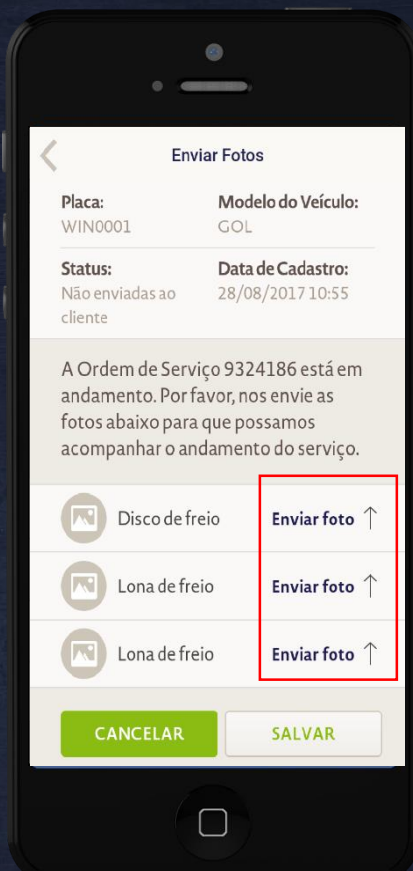 Enviar Fotos
Placa: Modelo do Veículo:
WIN0001 GOL
Status: Data de Cadastro:
Não enviadas ao 28/08/2017 10:55
cliente
A Ordem de Serviço 9324186 está em
andamento. Por favor, nos envie as
fotos abaixo para que possamos
acompanhar o andamento do serviço.
Disco de freio Enviar foto ↑
Lona de freio Enviar foto ↑
Lona de freio Enviar foto ↑
CANCELAR SALVAR